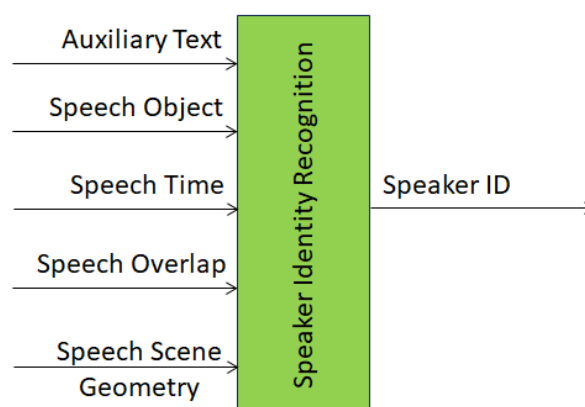 Auxiliary Text
Speech Object
Speech Time
Speech Overlap
Speech Scene
Geometry
Speaker Identity Recognition
Speaker ID